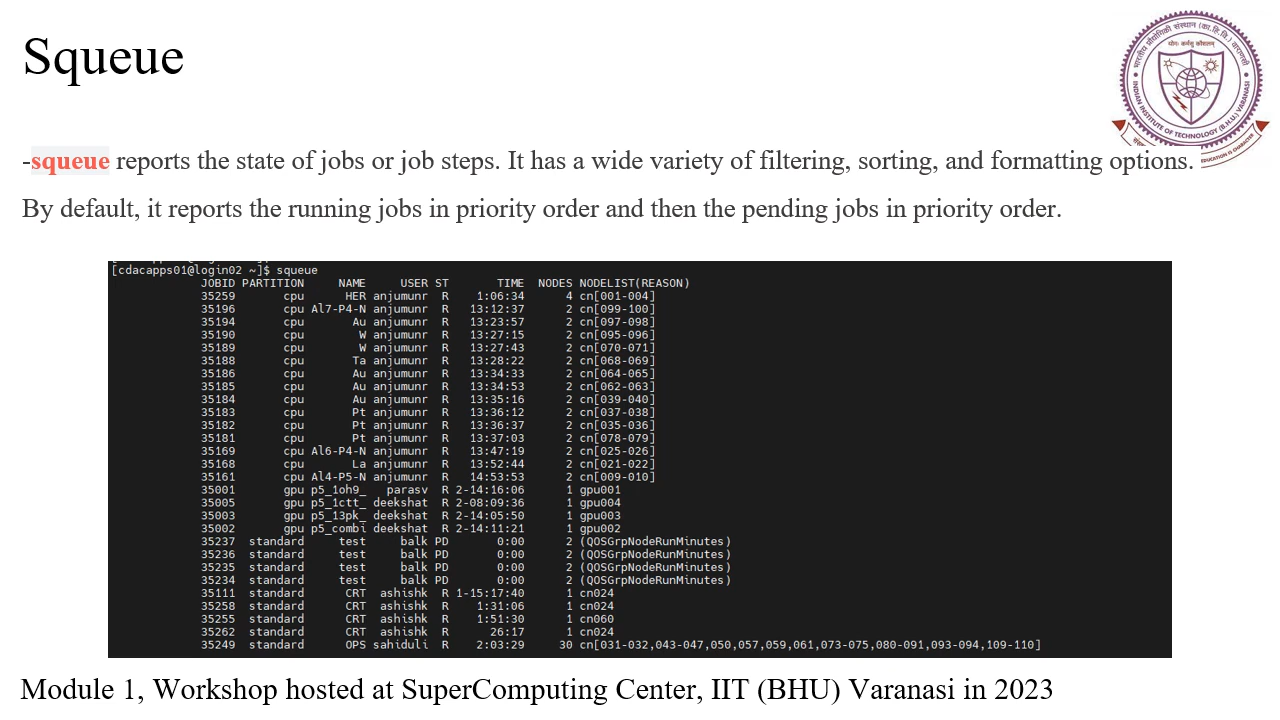 Squeue
भारतीय प्रौद्योगिकी संस्थान (का.हि.वि.) वाराणसी
योगः कर्मसु कौशलम्
INDIAN INSTITUTE OF TECHNOLOGY (B.H.U.) VARANASI
EDUCATION IS CHARACTER
-squeue reports the state of jobs or job steps. It has a wide variety of filtering, sorting, and formatting options.
By default, it reports the running jobs in priority order and then the pending jobs in priority order.
[cdacapps01@login02 ~]$ squeue
JOBID PARTITION NAME USER ST TIME NODES NODELIST(REASON)
35259 cpu HER anjumunr R 1:06:34 4 cn[001-004]
35196 cpu Al7-P4-N anjumunr R 13:12:37 2 cn[099-100]
35194 cpu Au anjumunr R 13:23:57 2 cn[097-098]
35190 cpu W anjumunr R 13:27:15 2 cn[095-096]
35189 cpu W anjumunr R 13:27:43 2 cn[070-071]
35188 cpu Ta anjumunr R 13:28:22 2 cn[068-069]
35186 cpu Au anjumunr R 13:34:33 2 cn[064-065]
35185 cpu Au anjumunr R 13:34:53 2 cn[062-063]
35184 cpu Au anjumunr R 13:35:16 2 cn[039-040]
35183 cpu Pt anjumunr R 13:36:12 2 cn[037-038]
35182 cpu Pt anjumunr R 13:36:37 2 cn[035-036]
35181 cpu Pt anjumunr R 13:37:03 2 cn[078-079]
35169 cpu Al6-P4-N anjumunr R 13:47:19 2 cn[025-026]
35168 cpu La anjumunr R 13:52:44 2 cn[021-022]
35161 cpu Al4-P5-N anjumunr R 14:53:53 2 cn[009-010]
35001 gpu p5_1oh9_ parasv R 2-14:16:06 1 gpu001
35005 gpu p5_1ctt_ deekshat R 2-08:09:36 1 gpu004
35003 gpu p5_13pk_ deekshat R 2-14:05:50 1 gpu003
35002 gpu p5_combi deekshat R 2-14:11:21 1 gpu002
35237 standard test balk PD 0:00 2 (QOSGrpNodeRunMinutes)
35236 standard test balk PD 0:00 2 (QOSGrpNodeRunMinutes)
35235 standard test balk PD 0:00 2 (QOSGrpNodeRunMinutes)
35234 standard test balk PD 0:00 2 (QOSGrpNodeRunMinutes)
35111 standard CRT ashishk R 1-15:17:40 1 cn024
35258 standard CRT ashishk R 1:31:06 1 cn024
35255 standard CRT ashishk R 1:51:30 1 cn060
35262 standard CRT ashishk R 26:17 1 cn024
35249 standard OPS sahiduli R 2:03:29 30 cn[031-032,043-047,050,057,059,061,073-075,080-091,093-094,109-110]
Module 1, Workshop hosted at SuperComputing Center, IIT (BHU) Varanasi in 2023